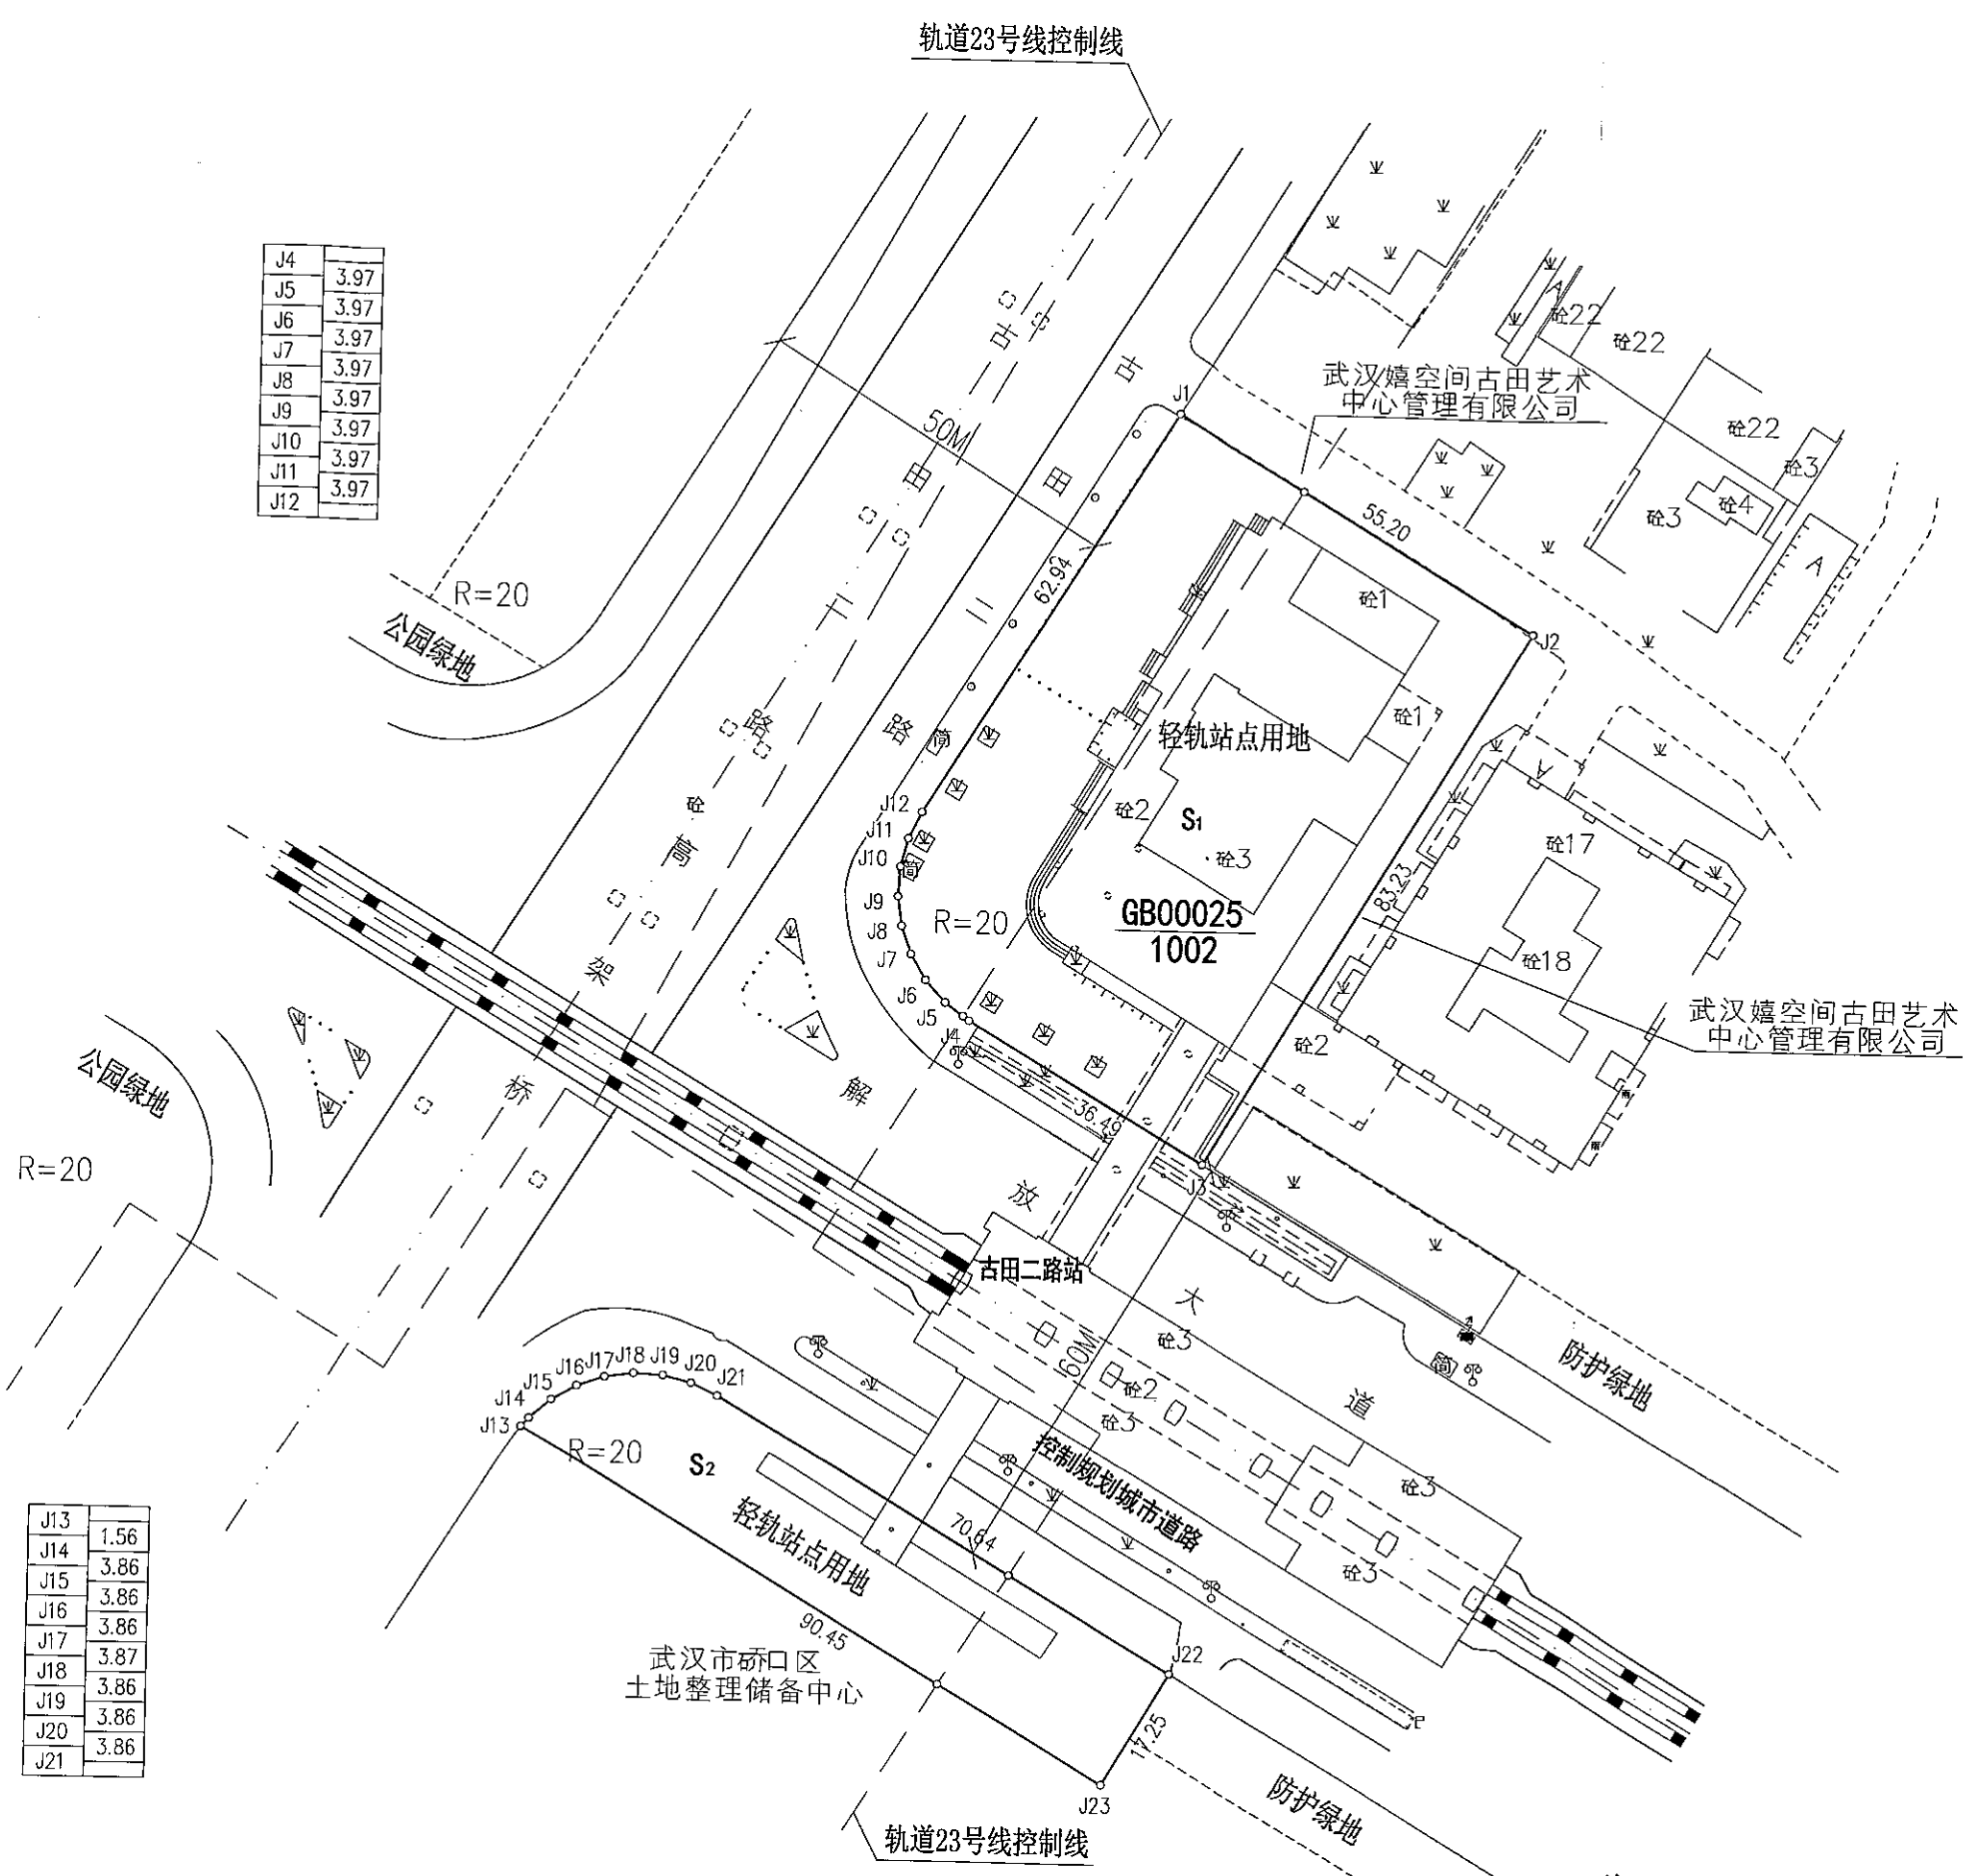 轨道23号线控制线
J4
3.97
J5
3.97
J6
3.97
J7
3.97
J8
3.97
J9
3.97
J10
3.97
J11
3.97
J12
50M
古
田
二
路
高
架
桥
砼
古
田
二
路
J1
武汉嬉空间古田艺术
中心管理有限公司
砼22
砼22
砼22
砼3
砼4
砼3
A
A
55.20
62.94
R=20
公园绿地
砼1
J2
砼1
轻轨站点用地
简
J12
J11
J10
简
J9
J8
J7
J6
J5
J4
砼2
S1
砼3
R=20
GB00025
1002
83.23
A
砼17
砼18
武汉嬉空间古田艺术
中心管理有限公司
砼2
36.49
J3
公园绿地
R=20
解
放
大
道
古田二路站
60M
砼3
砼2
砼3
砼3
砼3
简
防护绿地
控制规划城市道路
J13
J14
J15
J16
J17
J18
J19
J20
J21
R=20
S2
轻轨站点用地
70.64
90.45
武汉市硚口区
土地整理储备中心
J22
17.25
J23
防护绿地
轨道23号线控制线
J13
1.56
J14
3.86
J15
3.86
J16
3.86
J17
3.87
J18
3.86
J19
3.86
J20
3.86
J21